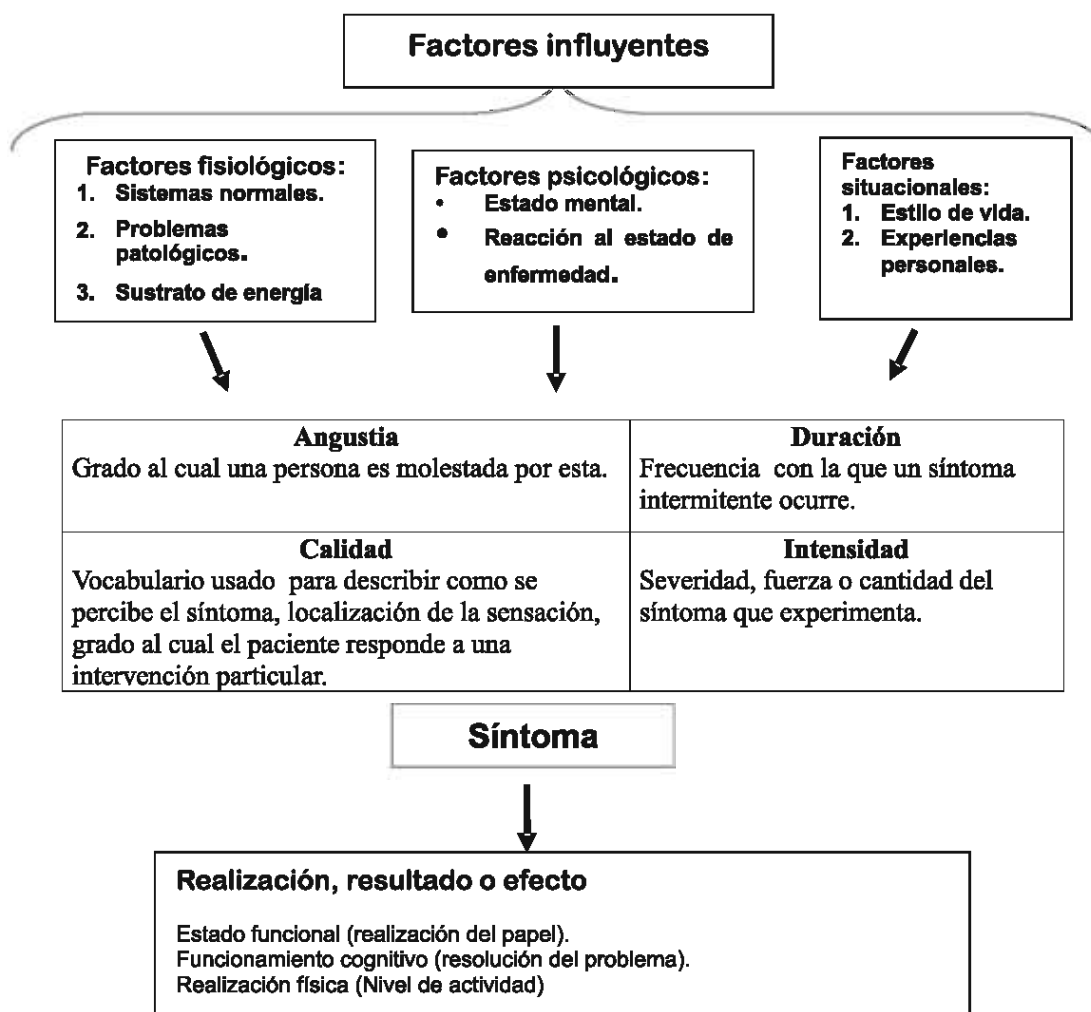 Factores influyentes
Factores fisiológicos:
1. Sistemas normales.
2. Problemas
patológicos.
3. Sustrato de energía
Factores psicológicos:
• Estado mental.
• Reacción al estado de
enfermedad.
Factores
situacionales:
1. Estilo de vida.
2. Experiencias
personales.
Angustia
Grado al cual una persona es molestada por esta.
Duración
Frecuencia con la que un síntoma
intermitente ocurre.
Calidad
Vocabulario usado para describir como se
percibe el síntoma, localización de la sensación,
grado al cual el paciente responde a una
intervención particular.
Intensidad
Severidad, fuerza o cantidad del
síntoma que experimenta.
Síntoma
Realización, resultado o efecto
Estado funcional (realización del papel).
Funcionamiento cognitivo (resolución del problema).
Realización física (Nivel de actividad)